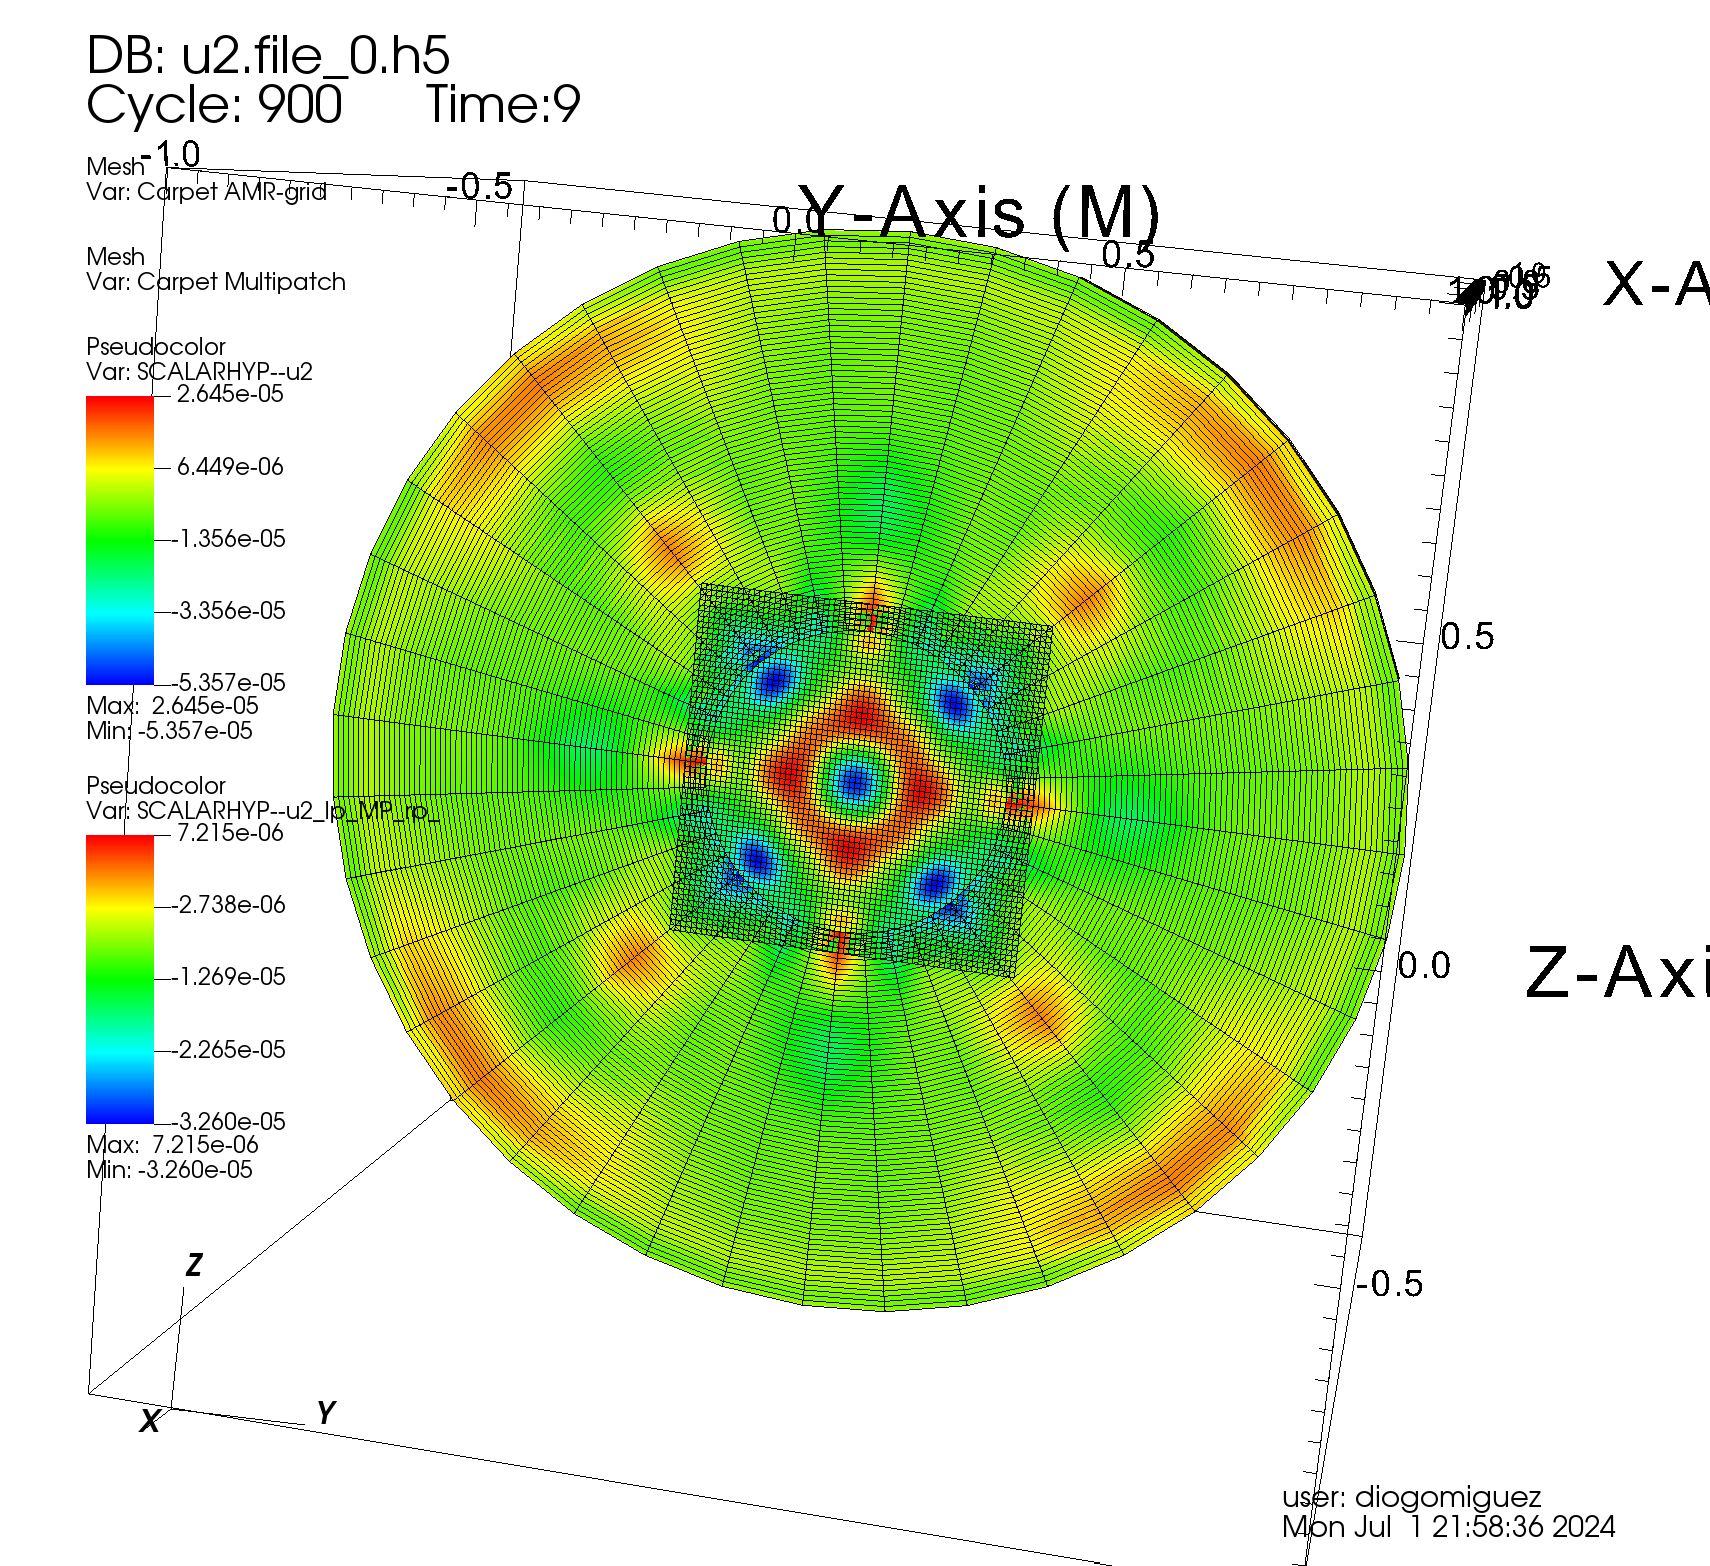 DB: u2.file_0.h5
Cycle: 900 Time:9
Mesh
Var: Carpet AMR-grid
Mesh
Var: Carpet Multipatch
Pseudocolor
Var: SCALARHYP--u2
2.645e-05
6.449e-06
-1.356e-05
-3.356e-05
-5.357e-05
Max: 2.645e-05
Min: -5.357e-05
Pseudocolor
Var: SCALARHYP--u2_lp_MP_rp_
7.215e-06
-2.738e-06
-1.269e-05
-2.265e-05
-3.260e-05
Max: 7.215e-06
Min: -3.260e-05
-1.0
-0.5
0.0
Y-Axis (M)
0.5
X-A
0.5
0.0
Z-Axi
-0.5
Z
X
Y
user: diogomiguez
Mon Jul 1 21:58:36 2024